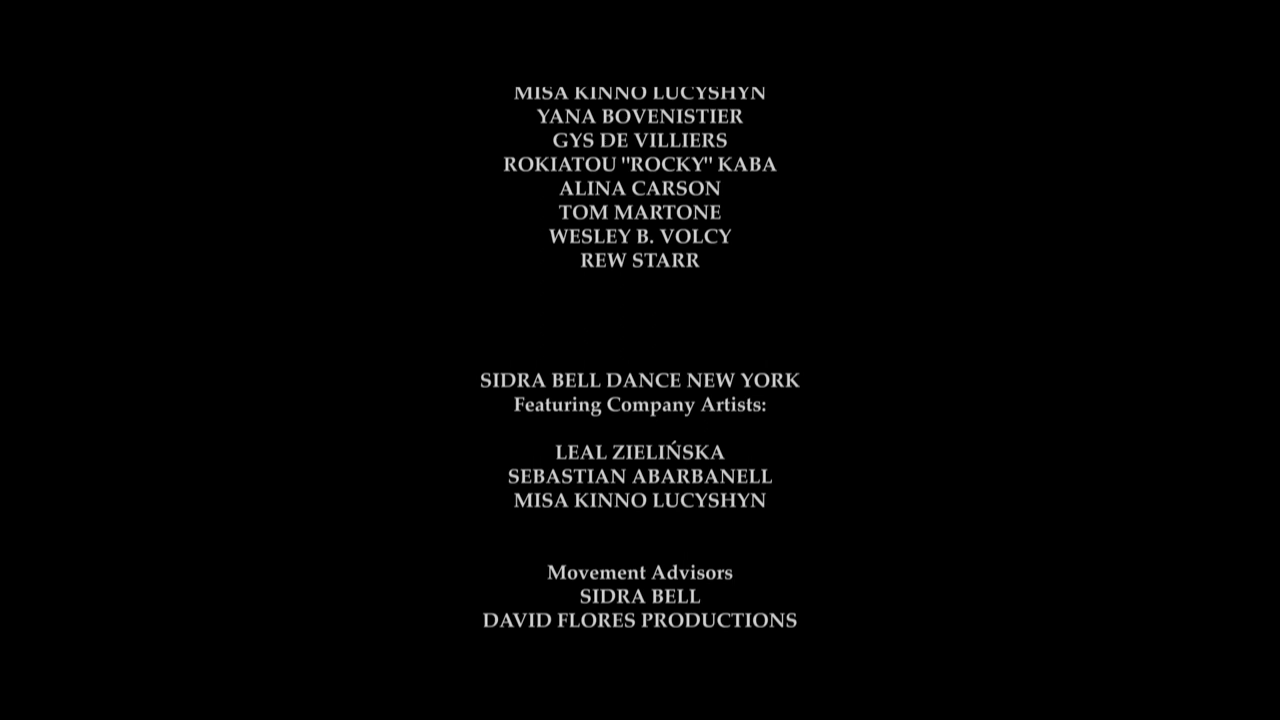 MISA KINNO LUCYSHYN
YANA BOVENISTIER
GYS DE VILLIERS
ROKIATOU "ROCKY" KABA
ALINA CARSON
TOM MARTONE
WESLEY B. VOLCY
REW STARR
SIDRA BELL DANCE NEW YORK
Featuring Company Artists:
LEAL ZIELIŃSKA
SEBASTIAN ABARBANELL
MISA KINNO LUCYSHYN
Movement Advisors
SIDRA BELL
DAVID FLORES PRODUCTIONS